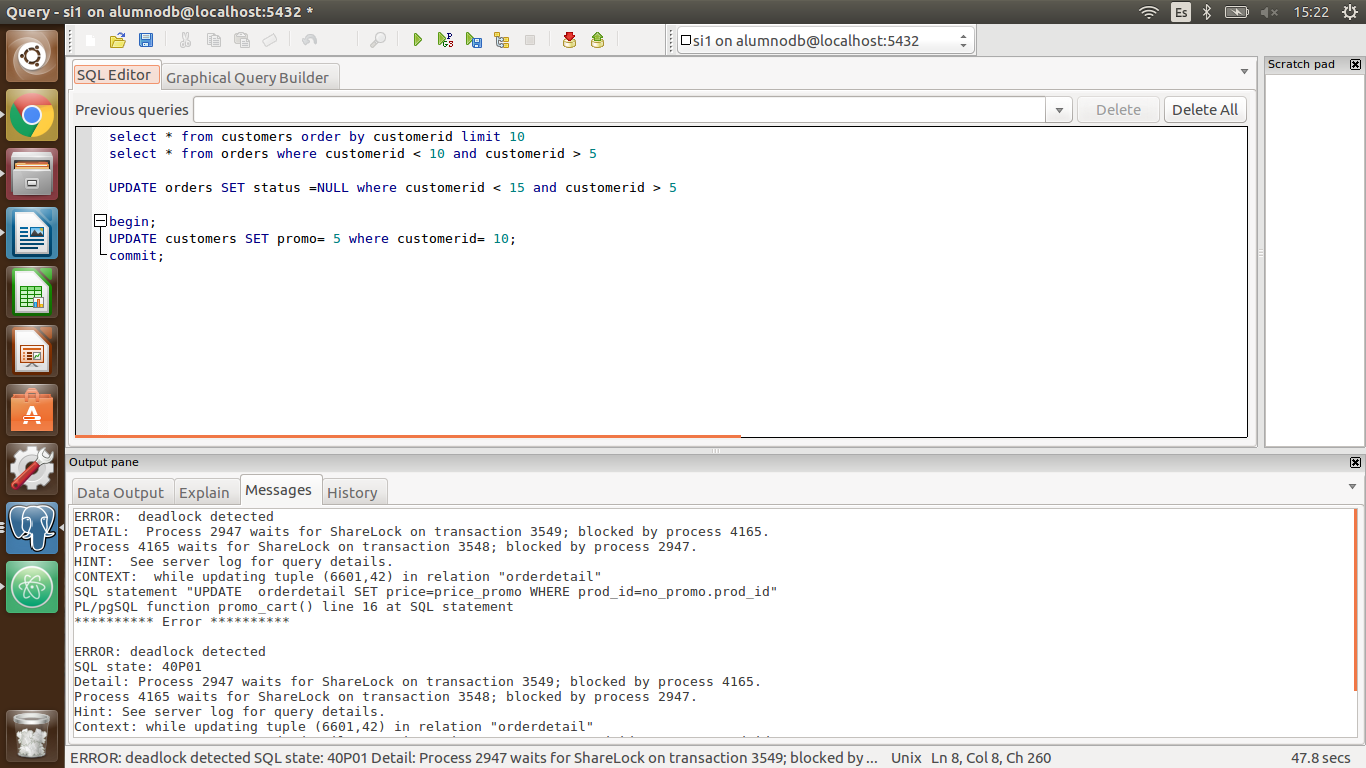 Query - si1 on alumnodb@localhost:5432 *
Es
15:22
si1 on alumnodb@localhost:5432
SQL Editor
Graphical Query Builder
Scratch pad
Previous queries
Delete
Delete All
select * from customers order by customerid limit 10
select * from orders where customerid < 10 and customerid > 5
UPDATE orders SET status =NULL where customerid < 15 and customerid > 5
begin;
UPDATE customers SET promo= 5 where customerid= 10;
commit;
Output pane
Data Output
Explain
Messages
History
ERROR:  deadlock detected
DETAIL:  Process 2947 waits for ShareLock on transaction 3549; blocked by process 4165.
Process 4165 waits for ShareLock on transaction 3548; blocked by process 2947.
HINT:  See server log for query details.
CONTEXT:  while updating tuple (6601,42) in relation "orderdetail"
SQL statement "UPDATE  orderdetail SET price=price_promo WHERE prod_id=no_promo.prod_id"
PL/pgSQL function promo_cart() line 16 at SQL statement
********** Error **********
ERROR: deadlock detected
SQL state: 40P01
Detail: Process 2947 waits for ShareLock on transaction 3549; blocked by process 4165.
Process 4165 waits for ShareLock on transaction 3548; blocked by process 2947.
Hint: See server log for query details.
Context: while updating tuple (6601,42) in relation "orderdetail"
ERROR: deadlock detected SQL state: 40P01 Detail: Process 2947 waits for ShareLock on transaction 3549; blocked by ...
Unix
Ln 8, Col 8, Ch 260
47.8 secs